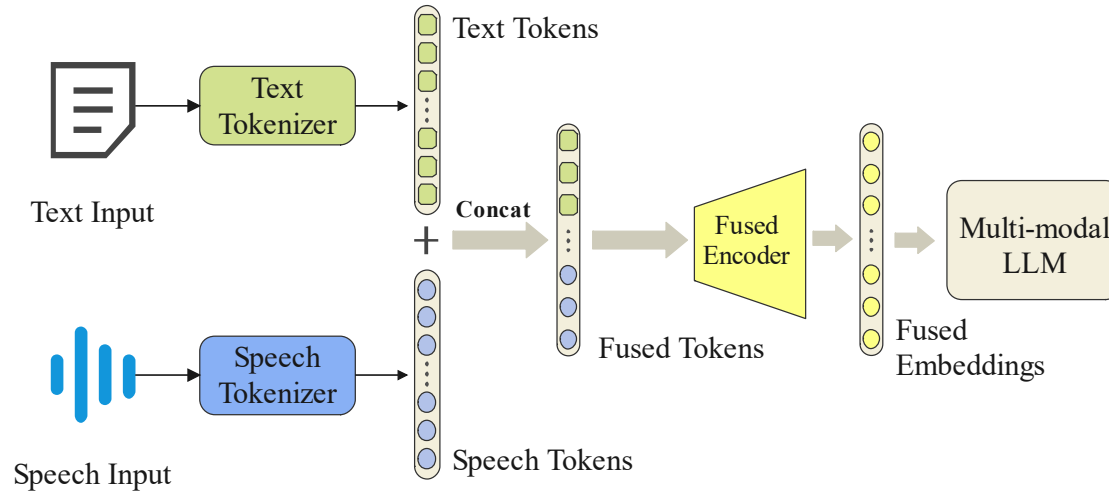 Text Tokens
Text
Tokenizer
Text Input
Concat
+
Fused
Encoder
Multi-modal
LLM
Fused Tokens
Fused
Embeddings
Speech
Tokenizer
Speech Input
Speech Tokens